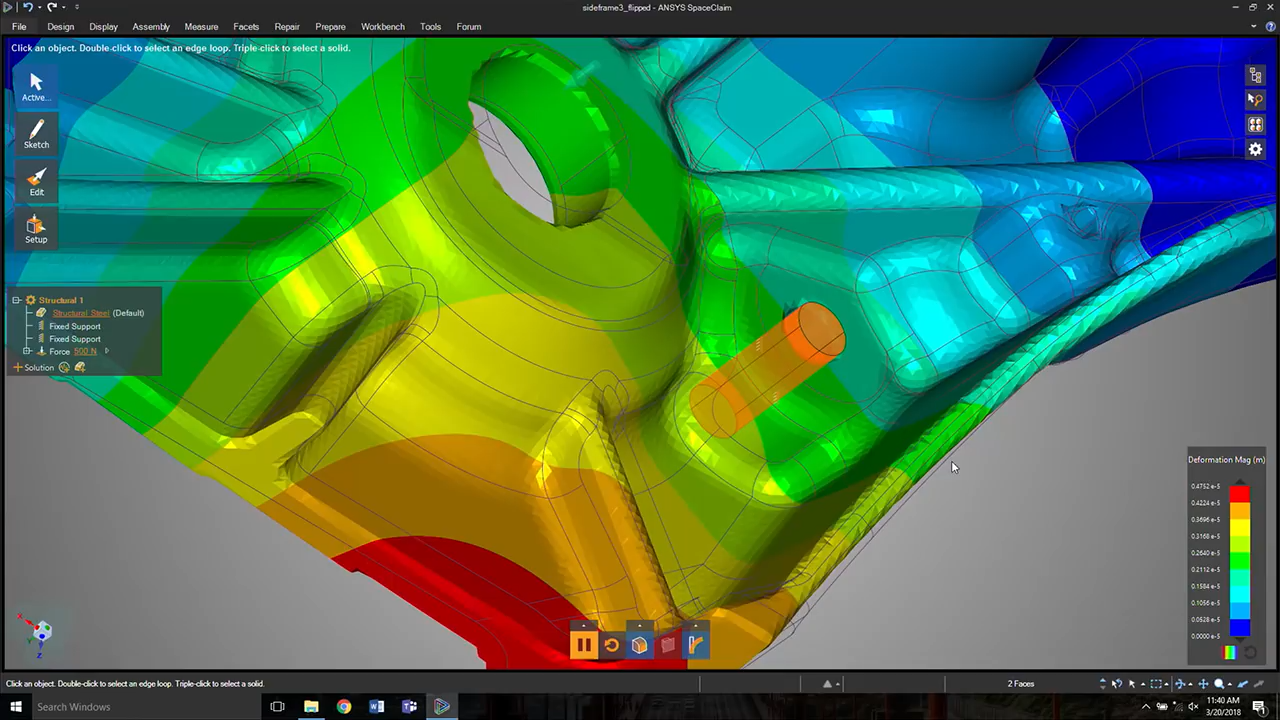 sideframe3_flipped - ANSYS SpaceClaim
File Design Display Assembly Measure Facets Repair Prepare Workbench Tools Forum
Click an object. Double-click to select an edge loop. Triple-click to select a solid.
Active...
Sketch
Edit
Setup
Structural 1
Structural Steel (Default)
Fixed Support
Fixed Support
Force 500 N
Solution
Deformation Mag (m)
0.4752 e-5
0.4224 e-5
0.3696 e-5
0.3168 e-5
0.2640 e-5
0.2112 e-5
0.1584 e-5
0.1056 e-5
0.0528 e-5
0.0000 e-5
X
Y
Z
Click an object. Double-click to select an edge loop. Triple-click to select a solid.
2 Faces
Search Windows
11:40 AM
3/20/2018